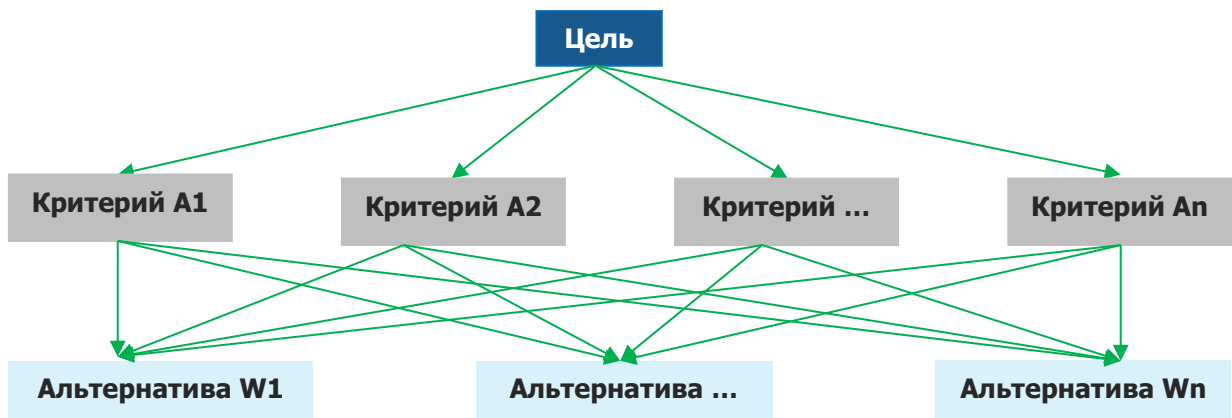 Цель
Критерий А1
Критерий А2
Критерий ...
Критерий Аn
Альтернатива W1
Альтернатива ...
Альтернатива Wn